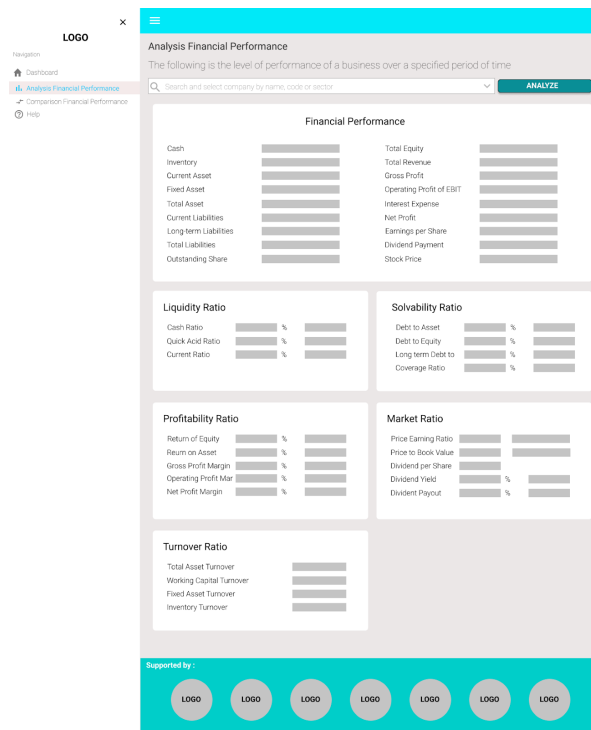 ×
LOGO
Navigation
Dashboard
Analysis Financial Performance
Comparison Financial Performance
Help
Analysis Financial Performance
The following is the level of performance of a business over a specified period of time
Search and select company by name, code or sector
ANALYZE
Financial Performance
Cash
Inventory
Current Asset
Fixed Asset
Total Asset
Current Liabilities
Long-term Liabilities
Total Liabilities
Outstanding Share
Total Equity
Total Revenue
Gross Profit
Operating Profit of EBIT
Interest Expense
Net Profit
Earnings per Share
Dividend Payment
Stock Price
Liquidity Ratio
Cash Ratio %
Quick Acid Ratio %
Current Ratio %
Solvability Ratio
Debt to Asset %
Debt to Equity %
Long term Debt to %
Coverage Ratio %
Profitability Ratio
Return of Equity %
Reurn on Asset %
Gross Profit Margin %
Operating Profit Mar %
Net Profit Margin %
Market Ratio
Price Earning Ratio
Price to Book Value
Dividend per Share
Dividend Yield %
Divident Payout %
Turnover Ratio
Total Asset Turnover
Working Capital Turnover
Fixed Asset Turnover
Inventory Turnover
Supported by :
LOGO LOGO LOGO LOGO LOGO LOGO LOGO